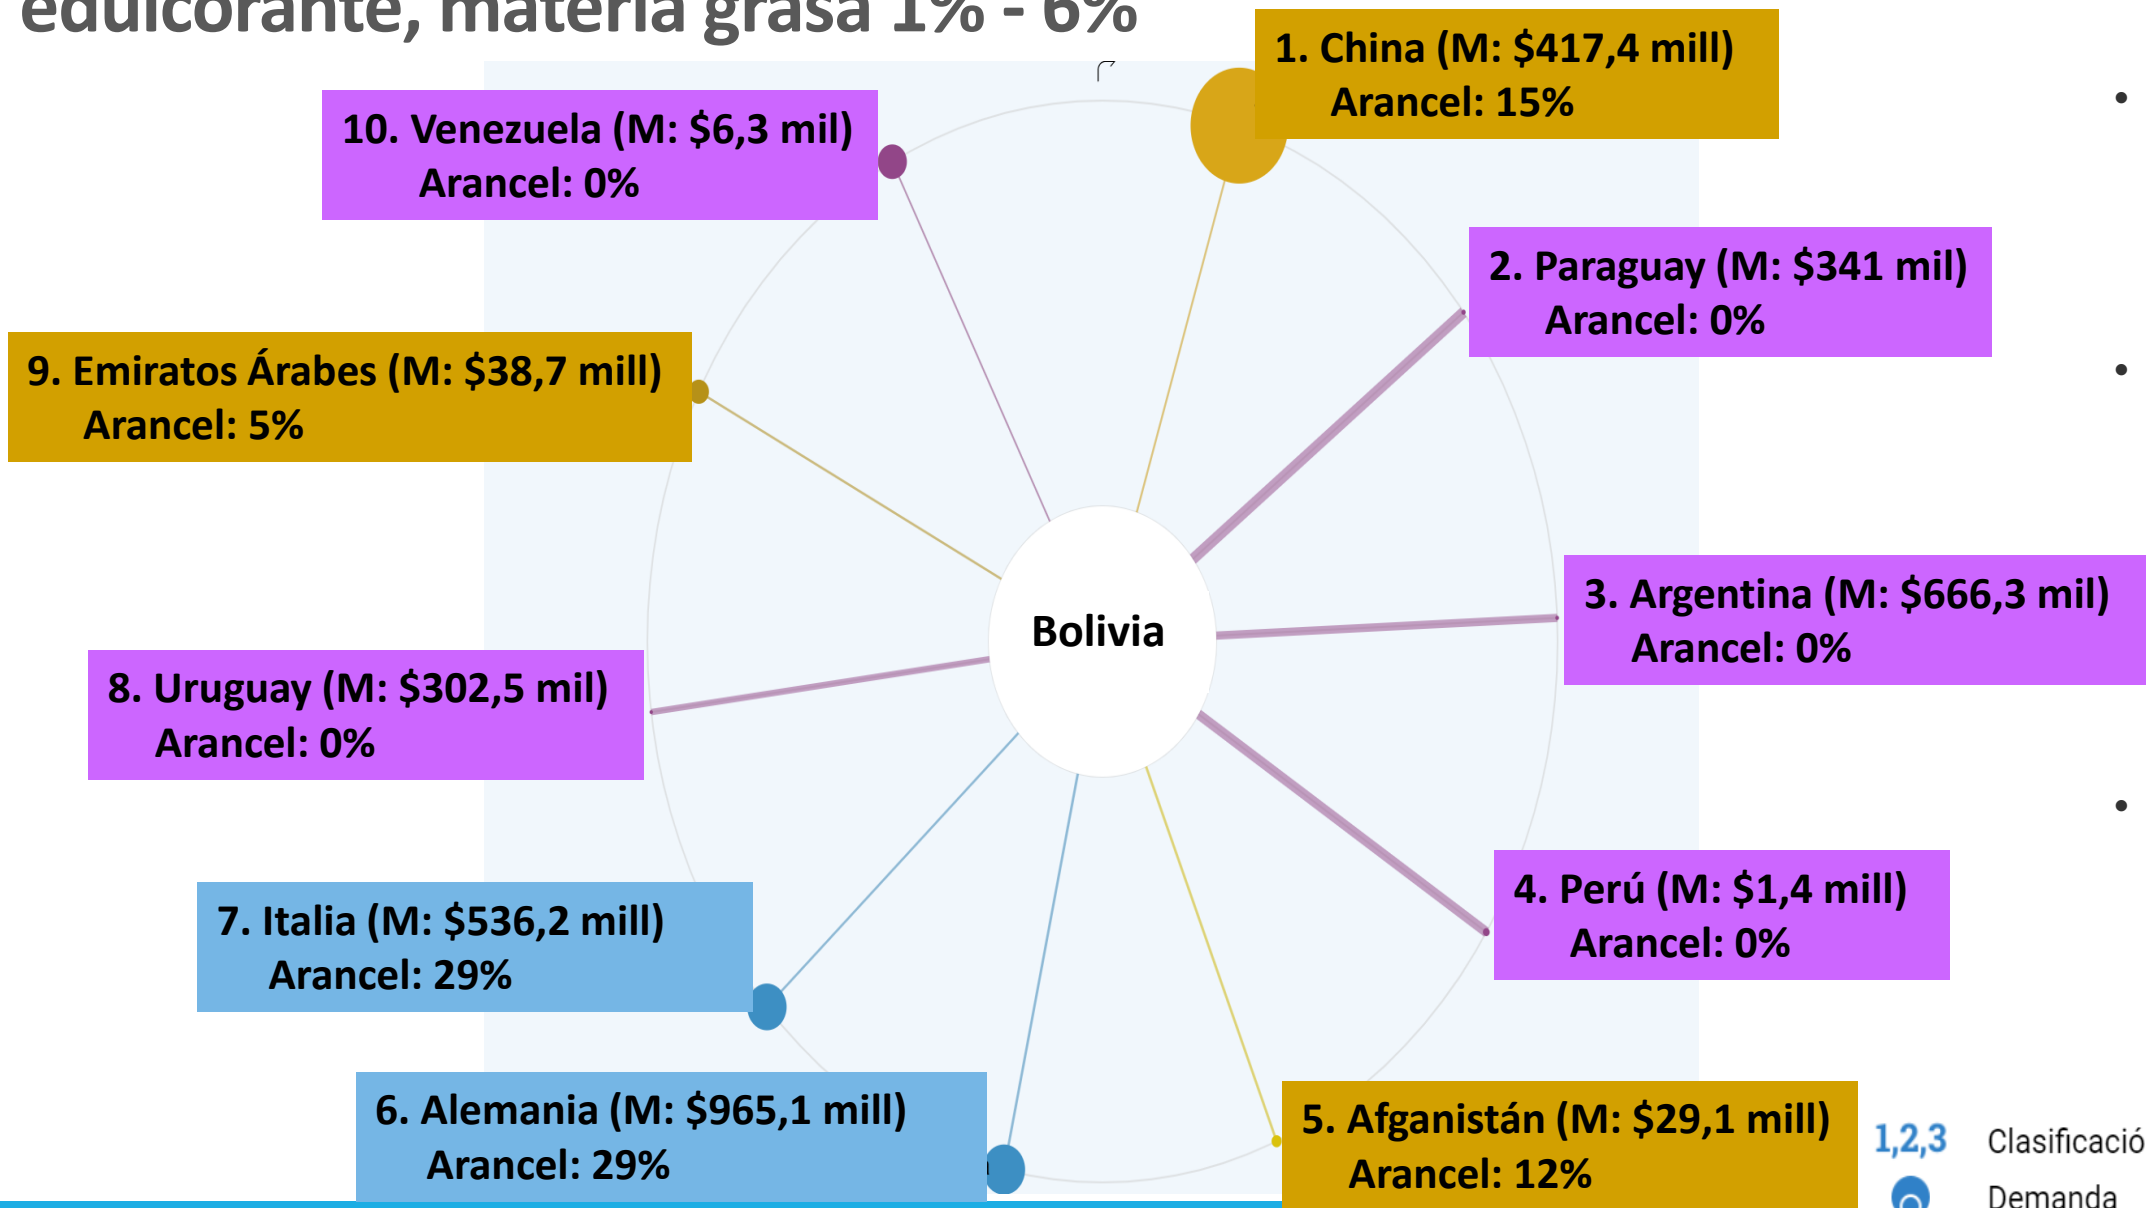 edulcorante, materia grasa 1% - 6%
1. China (M: $417,4 mill)
Arancel: 15%
10. Venezuela (M: $6,3 mil)
Arancel: 0%
2. Paraguay (M: $341 mil)
Arancel: 0%
9. Emiratos Árabes (M: $38,7 mill)
Arancel: 5%
3. Argentina (M: $666,3 mil)
Arancel: 0%
Bolivia
8. Uruguay (M: $302,5 mil)
Arancel: 0%
4. Perú (M: $1,4 mill)
Arancel: 0%
7. Italia (M: $536,2 mill)
Arancel: 29%
6. Alemania (M: $965,1 mill)
Arancel: 29%
5. Afganistán (M: $29,1 mill)
Arancel: 12%
1,2,3 Clasificació
Demanda